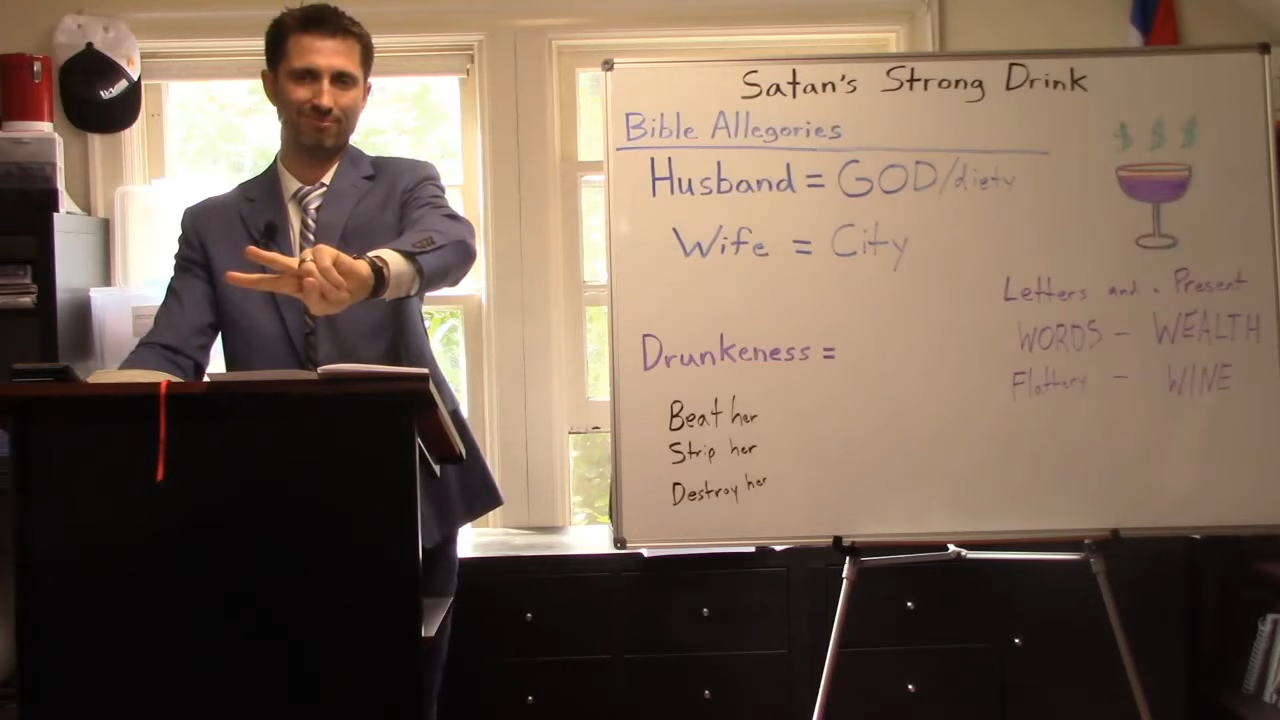 Satan's Strong Drink
Bible Allegories
Husband = GOD/diety
Wife = City
Drunkeness =
Beat her
Strip her
Destroy her
$ $ $
Letters and a Present
WORDS - WEALTH
Flattery - WINE